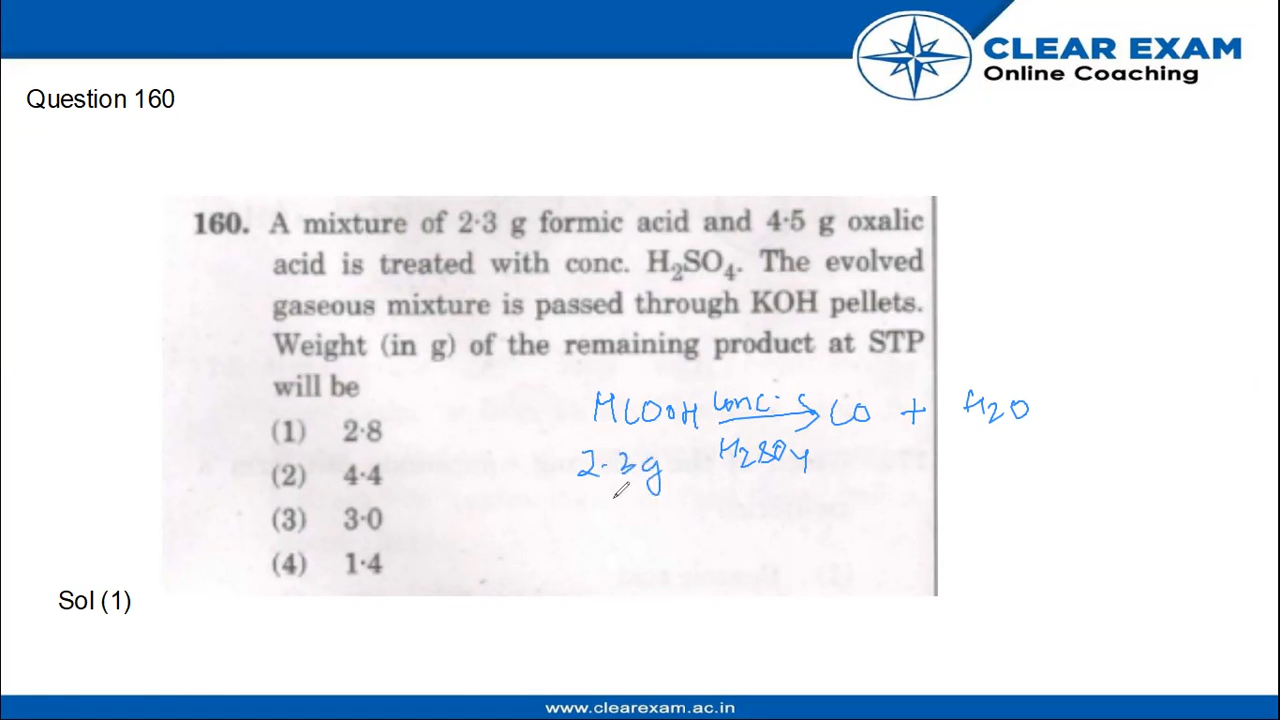 CLEAR EXAM
Online Coaching
Question 160
160. A mixture of 2·3 g formic acid and 4·5 g oxalic
acid is treated with conc. H₂SO₄. The evolved
gaseous mixture is passed through KOH pellets.
Weight (in g) of the remaining product at STP
will be
(1) 2·8
(2) 4·4
(3) 3·0
(4) 1·4
HCOOH conc. H₂SO₄ → CO + H₂O
2.3g
Sol (1)
www.clearexam.ac.in